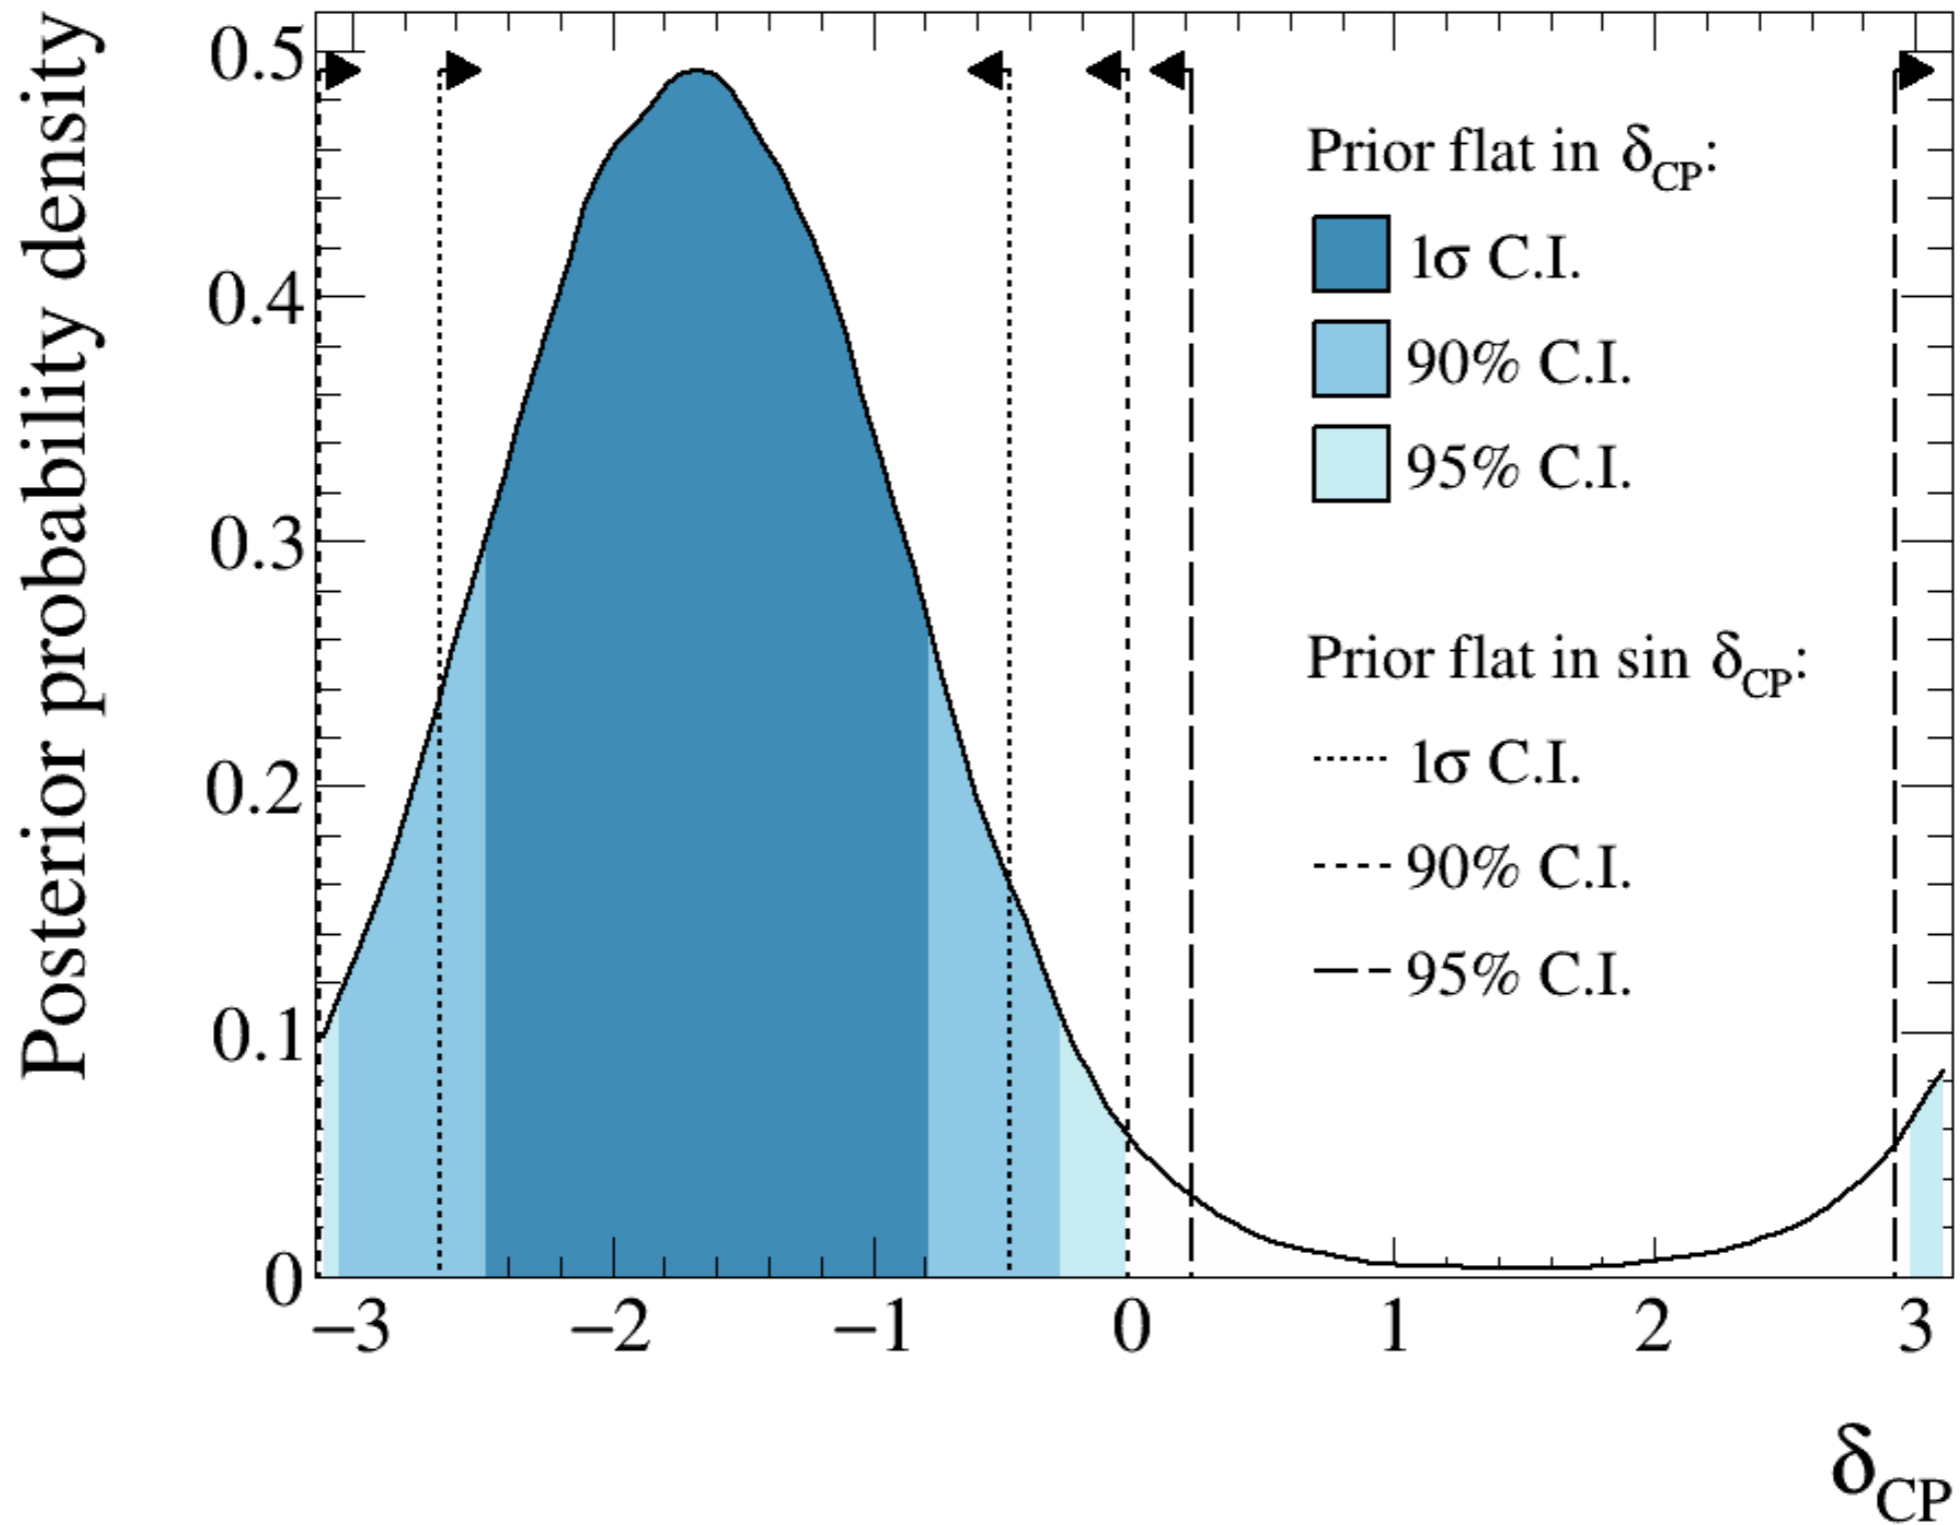 Posterior probability density
0.5
0.4
0.3
0.2
0.1
0
−3
−2
−1
0
1
2
3
δCP
Prior flat in δCP:
1σ C.I.
90% C.I.
95% C.I.
Prior flat in sin δCP:
1σ C.I.
90% C.I.
95% C.I.